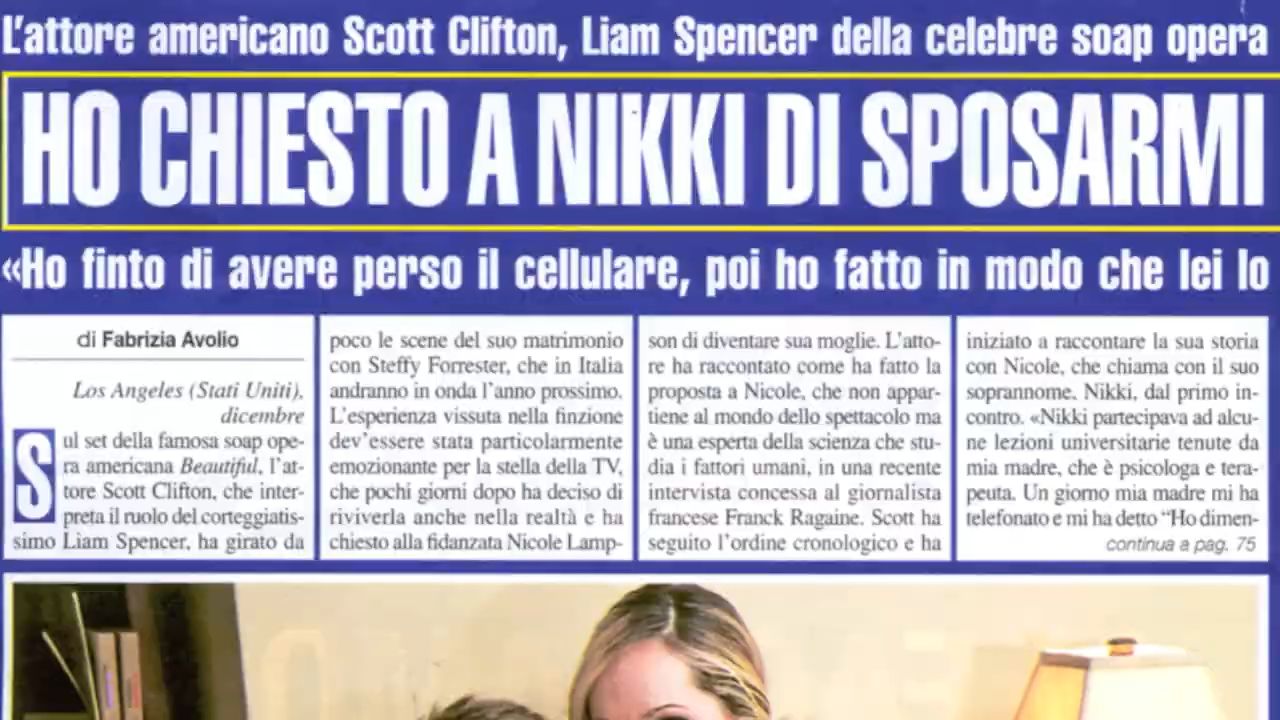 L'attore americano Scott Clifton, Liam Spencer della celebre soap opera
HO CHIESTO A NIKKI DI SPOSARMI
«Ho finto di avere perso il cellulare, poi ho fatto in modo che lei lo
di Fabrizia Avolio
Los Angeles (Stati Uniti),
dicembre
Sul set della famosa soap ope-
ra americana Beautiful, l'at-
tore Scott Clifton, che inter-
preta il ruolo del corteggiatis-
simo Liam Spencer, ha girato da
poco le scene del suo matrimonio
con Steffy Forrester, che in Italia
andranno in onda l'anno prossimo.
L'esperienza vissuta nella finzione
dev'essere stata particolarmente
emozionante per la stella della TV,
che pochi giorni dopo ha deciso di
riviverla anche nella realtà e ha
chiesto alla fidanzata Nicole Lamp-
son di diventare sua moglie. L'atto-
re ha raccontato come ha fatto la
proposta a Nicole, che non appar-
tiene al mondo dello spettacolo ma
è una esperta della scienza che stu-
dia i fattori umani, in una recente
intervista concessa al giornalista
francese Franck Ragaine. Scott ha
seguito l'ordine cronologico e ha
iniziato a raccontare la sua storia
con Nicole, che chiama con il suo
soprannome, Nikki, dal primo in-
contro. «Nikki partecipava ad alcu-
ne lezioni universitarie tenute da
mia madre, che è psicologa e tera-
peuta. Un giorno mia madre mi ha
telefonato e mi ha detto “Ho dimen-
continua a pag. 75